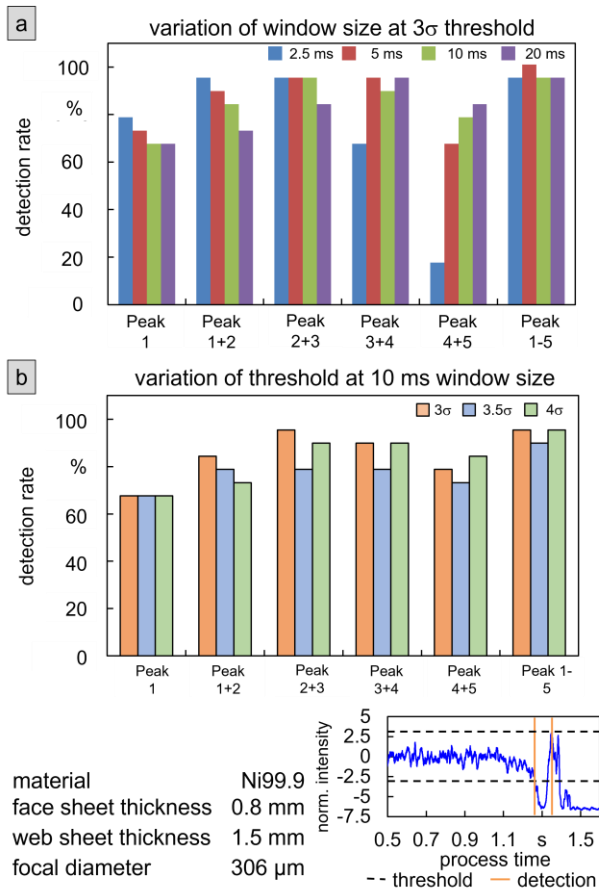 a
variation of window size at 3σ threshold
2.5 ms 5 ms 10 ms 20 ms
detection rate
100
%
60
40
20
0
Peak 1
Peak 1+2
Peak 2+3
Peak 3+4
Peak 4+5
Peak 1-5
b
variation of threshold at 10 ms window size
3σ 3.5σ 4σ
detection rate
100
%
60
40
20
0
Peak 1
Peak 1+2
Peak 2+3
Peak 3+4
Peak 4+5
Peak 1-5
material Ni99.9
face sheet thickness 0.8 mm
web sheet thickness 1.5 mm
focal diameter 306 µm
norm. intensity
5
2.5
0
-2.5
-5
-7.5
0.5 0.7 0.9 1.1 s 1.5
process time
threshold detection